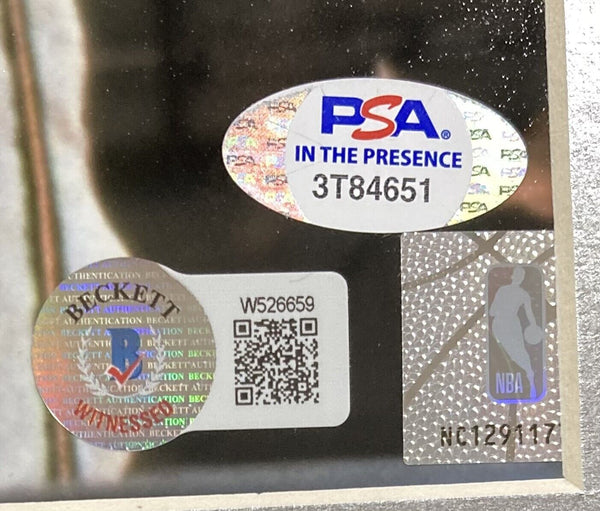 PSA®
IN THE PRESENCE
3T84651
BECKETT
B
WITNESSED
W526659
NBA
NC129117